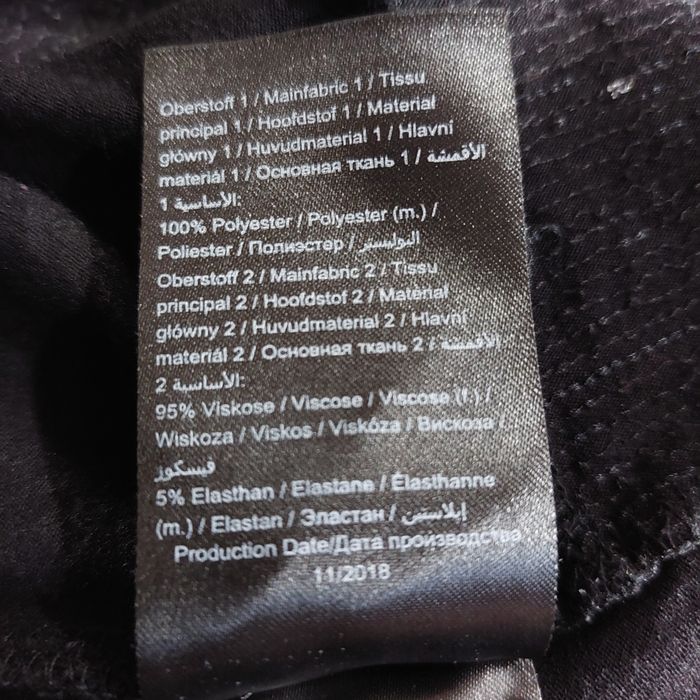 Oberstoff 1 / Mainfabric 1 / Tissu
principal 1 / Hoofdstof 1 / Material
główny 1 / Huvudmaterial 1 / Hlavní
materiál 1 / Основная ткань 1 / الأقمشة
الأساسية 1:
100% Polyester / Polyester (m.) /
Poliester / Полиэстер / البوليستر
Oberstoff 2 / Mainfabric 2 / Tissu
principal 2 / Hoofdstof 2 / Material
główny 2 / Huvudmaterial 2 / Hlavní
materiál 2 / Основная ткань 2 / الأقمشة
الأساسية 2:
95% Viskose / Viscose / Viscose (f.) /
Wiskoza / Viskos / Viskóza / Вискоза /
فيسكوز
5% Elasthan / Elastane / Élasthanne
(m.) / Elastan / Эластан / إيلاستين
Production Date/Дата производства
11/2018